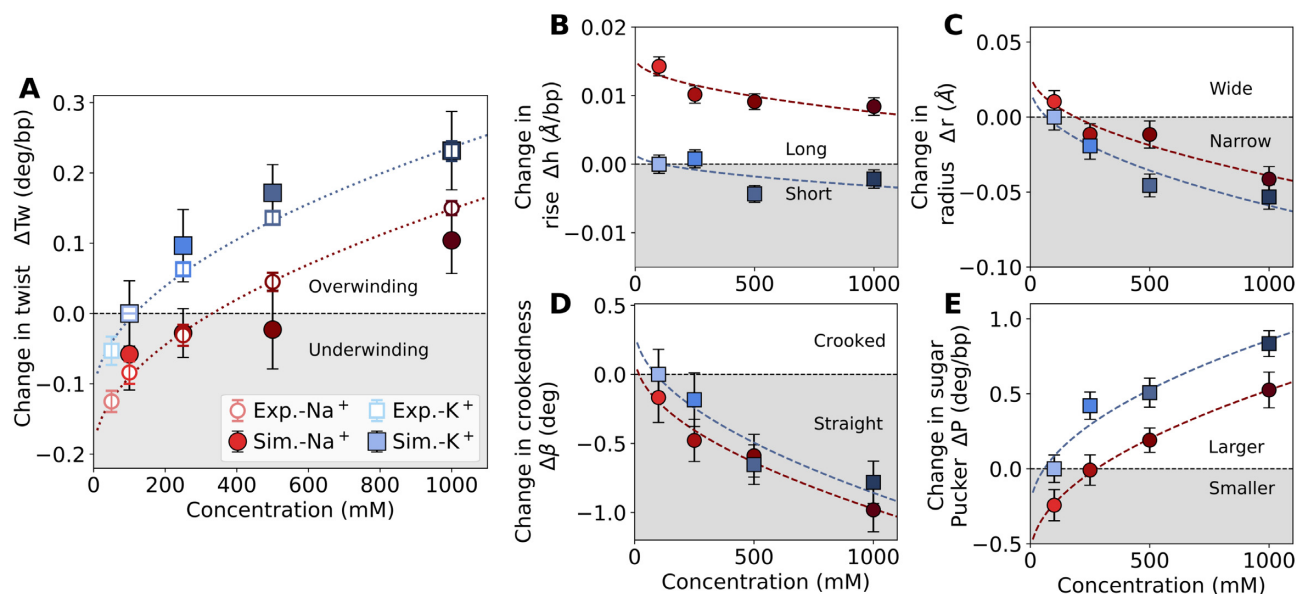 A
Change in twist ΔTw (deg/bp)
0.3
0.2
0.1
0.0
−0.1
−0.2
Overwinding
Underwinding
Exp.-Na+
Exp.-K+
Sim.-Na+
Sim.-K+
0
200
400
600
800
1000
Concentration (mM)
B
Change in
rise Δh (Å/bp)
0.02
0.01
0.00
−0.01
Long
Short
0
500
1000
C
Change in
radius Δr (Å)
0.05
0.00
−0.05
−0.10
Wide
Narrow
0
500
1000
D
Change in crookedness
Δβ (deg)
0.5
0.0
−0.5
−1.0
Crooked
Straight
0
500
1000
Concentration (mM)
E
Change in sugar
Pucker ΔP (deg/bp)
1.0
0.5
0.0
−0.5
Larger
Smaller
0
500
1000
Concentration (mM)